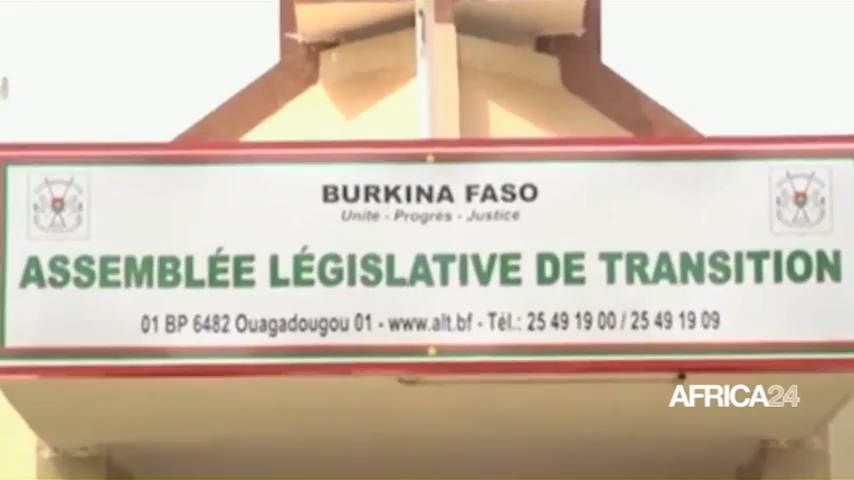 BURKINA FASO
Unité - Progrès - Justice
ASSEMBLÉE LÉGISLATIVE DE TRANSITION
01 BP 6482 Ouagadougou 01 - www.alt.bf - Tél.: 25 49 19 00 / 25 49 19 09
AFRICA24